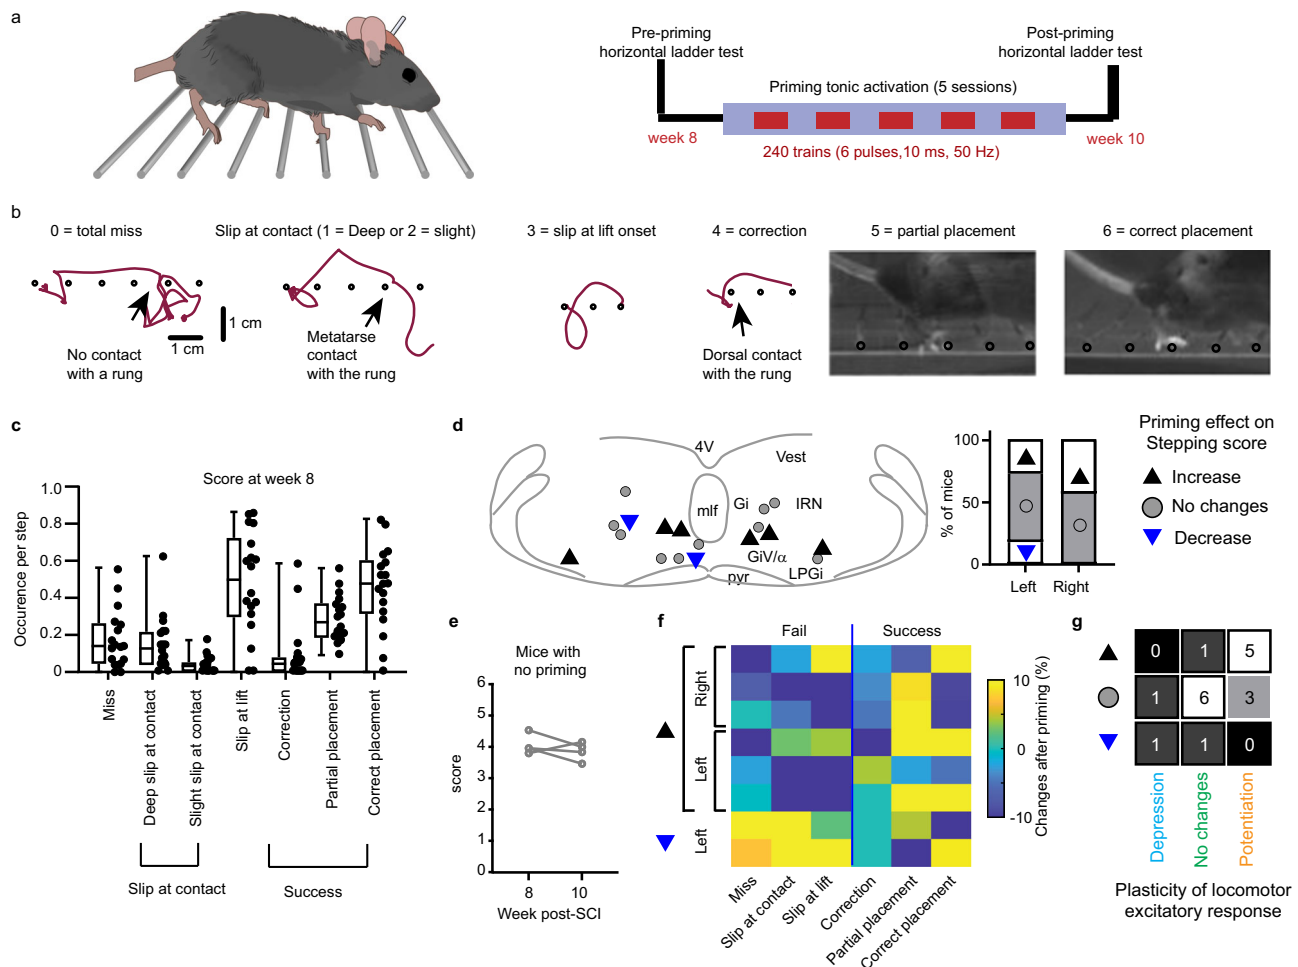 a
Pre-priming
horizontal ladder test
Post-priming
horizontal ladder test
Priming tonic activation (5 sessions)
week 8
week 10
240 trains (6 pulses,10 ms, 50 Hz)
b
0 = total miss
Slip at contact (1 = Deep or 2 = slight)
3 = slip at lift onset
4 = correction
5 = partial placement
6 = correct placement
1 cm
1 cm
No contact
with a rung
Metatarse
contact
with the rung
Dorsal contact
with the rung
c
Score at week 8
Occurence per step
1.0
0.8
0.6
0.4
0.2
0
Miss
Deep slip at contact
Slight slip at contact
Slip at lift
Correction
Partial placement
Correct placement
Slip at contact
Success
d
4V
Vest
mlf
Gi
IRN
GiV/α
LPGi
pyr
% of mice
100
50
0
Left
Right
Priming effect on
Stepping score
Increase
No changes
Decrease
e
Mice with
no priming
score
6
5
4
3
2
1
0
8
10
Week post-SCI
f
Fail
Success
Right
Left
Left
Miss
Slip at contact
Slip at lift
Correction
Partial placement
Correct placement
10
0
-10
Changes after priming (%)
g
0 1 5
1 6 3
1 1 0
Depression
No changes
Potentiation
Plasticity of locomotor
excitatory response